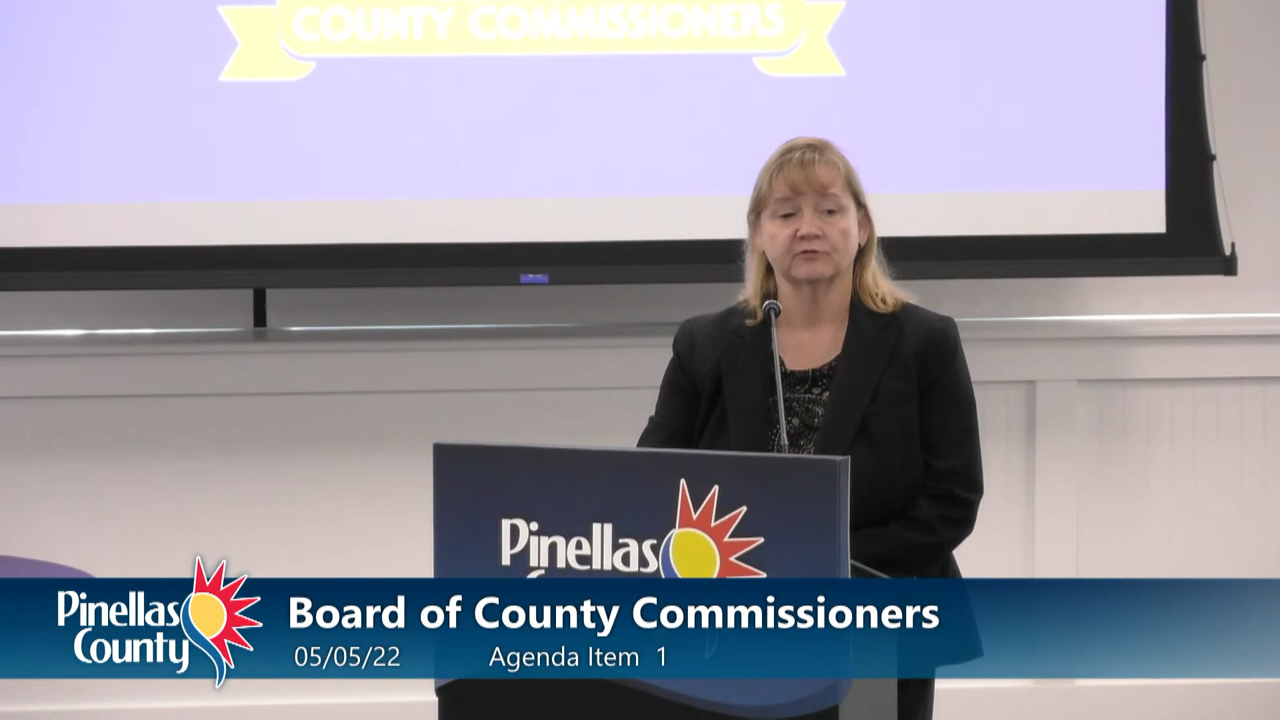 COUNTY COMMISSIONERS
Pinellas
Pinellas
County
Board of County Commissioners
05/05/22
Agenda Item 1